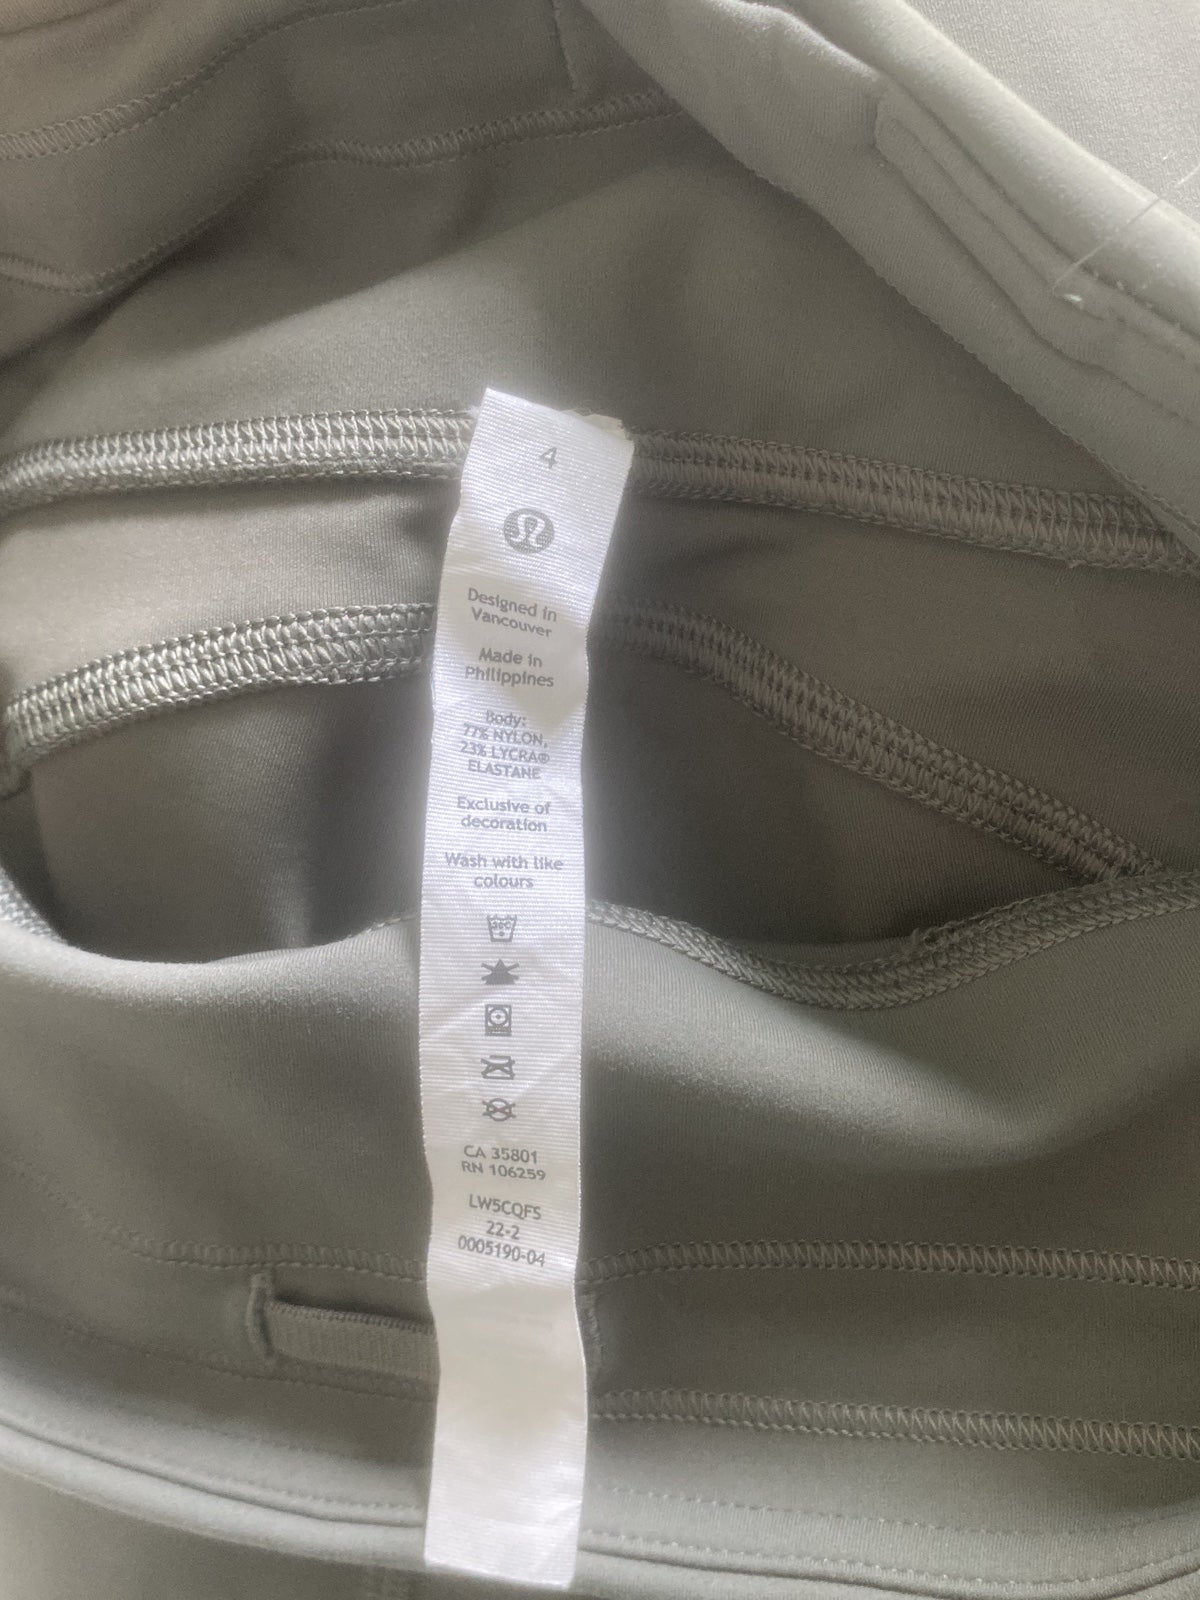 4
Designed in
Vancouver
Made in
Philippines
Body:
77% NYLON,
23% LYCRA®
ELASTANE
Exclusive of
decoration
Wash with like
colours
30C
CA 35801
RN 106259
LW5CQFS
22-2
0005190-04